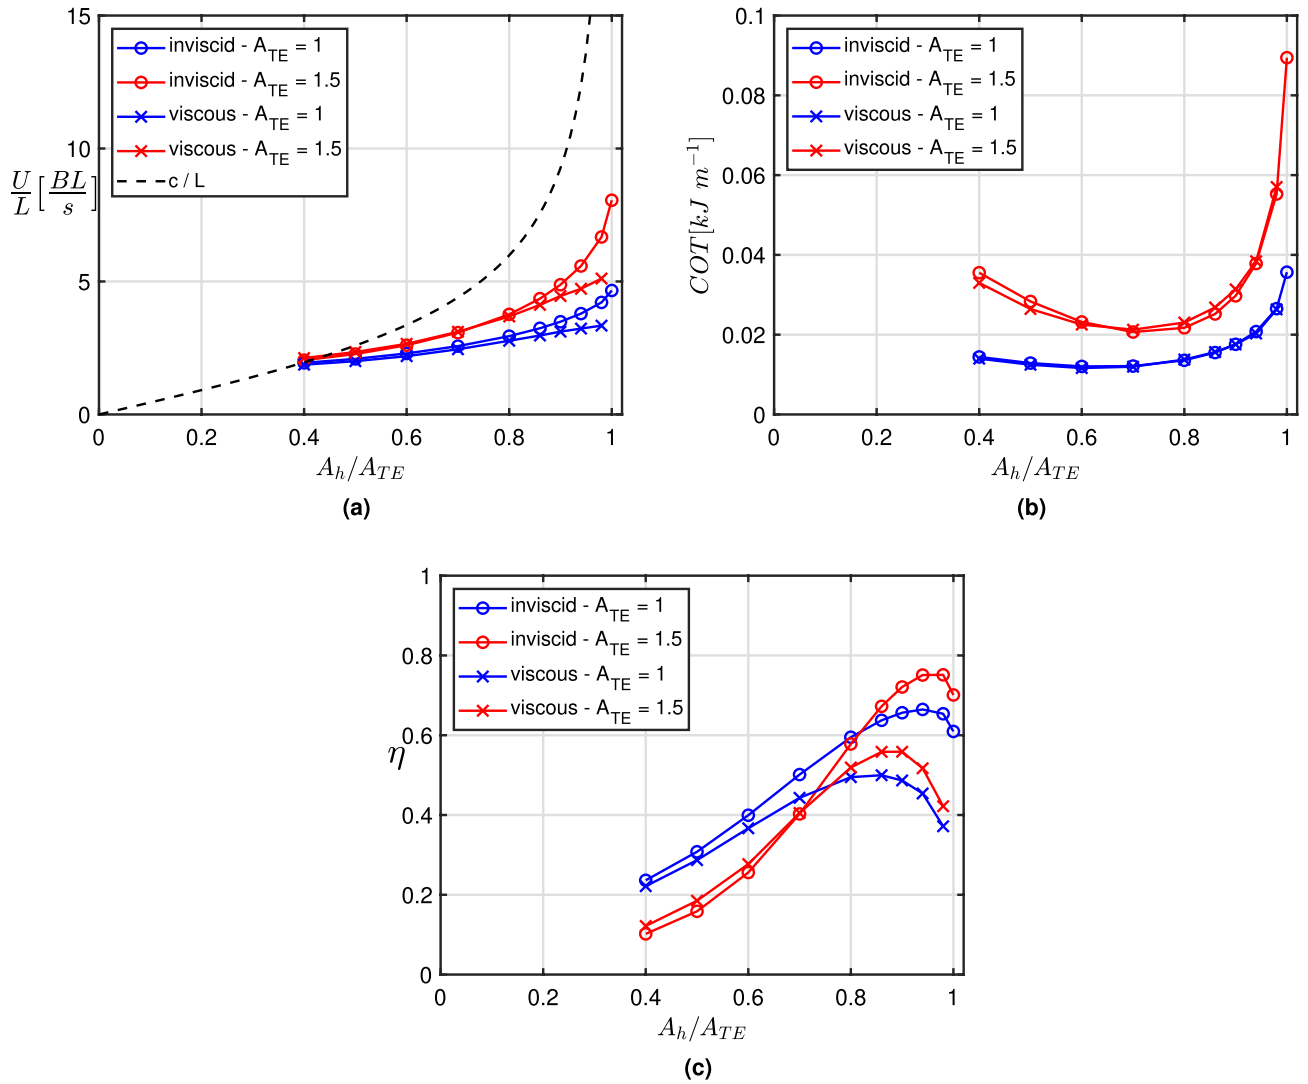 15
10
5
0
U/L [BL/s]
inviscid - A_TE = 1
inviscid - A_TE = 1.5
viscous - A_TE = 1
viscous - A_TE = 1.5
c / L
0 0.2 0.4 0.6 0.8 1
A_h/A_TE
(a)
0.1
0.08
0.06
0.04
0.02
0
COT[kJ m^-1]
inviscid - A_TE = 1
inviscid - A_TE = 1.5
viscous - A_TE = 1
viscous - A_TE = 1.5
0 0.2 0.4 0.6 0.8 1
A_h/A_TE
(b)
1
0.8
0.6
0.4
0.2
0
η
inviscid - A_TE = 1
inviscid - A_TE = 1.5
viscous - A_TE = 1
viscous - A_TE = 1.5
0 0.2 0.4 0.6 0.8 1
A_h/A_TE
(c)